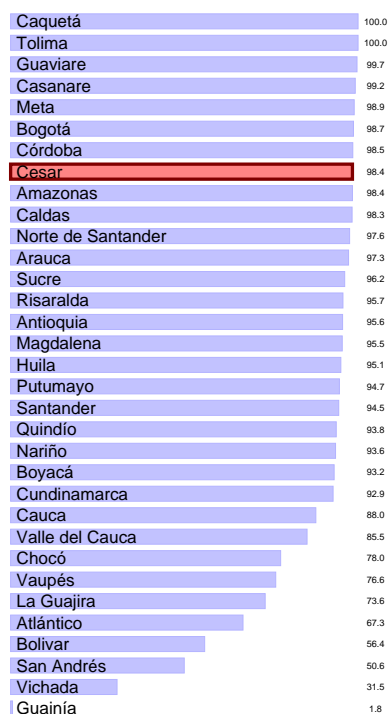 Caquetá 100.0
Tolima 100.0
Guaviare 99.7
Casanare 99.2
Meta 98.9
Bogotá 98.7
Córdoba 98.5
Cesar 98.4
Amazonas 98.4
Caldas 98.3
Norte de Santander 97.6
Arauca 97.3
Sucre 96.2
Risaralda 95.7
Antioquia 95.6
Magdalena 95.5
Huila 95.1
Putumayo 94.7
Santander 94.5
Quindío 93.8
Nariño 93.6
Boyacá 93.2
Cundinamarca 92.9
Cauca 88.0
Valle del Cauca 85.5
Chocó 78.0
Vaupés 76.6
La Guajira 73.6
Atlántico 67.3
Bolivar 56.4
San Andrés 50.6
Vichada 31.5
Guainía 1.8